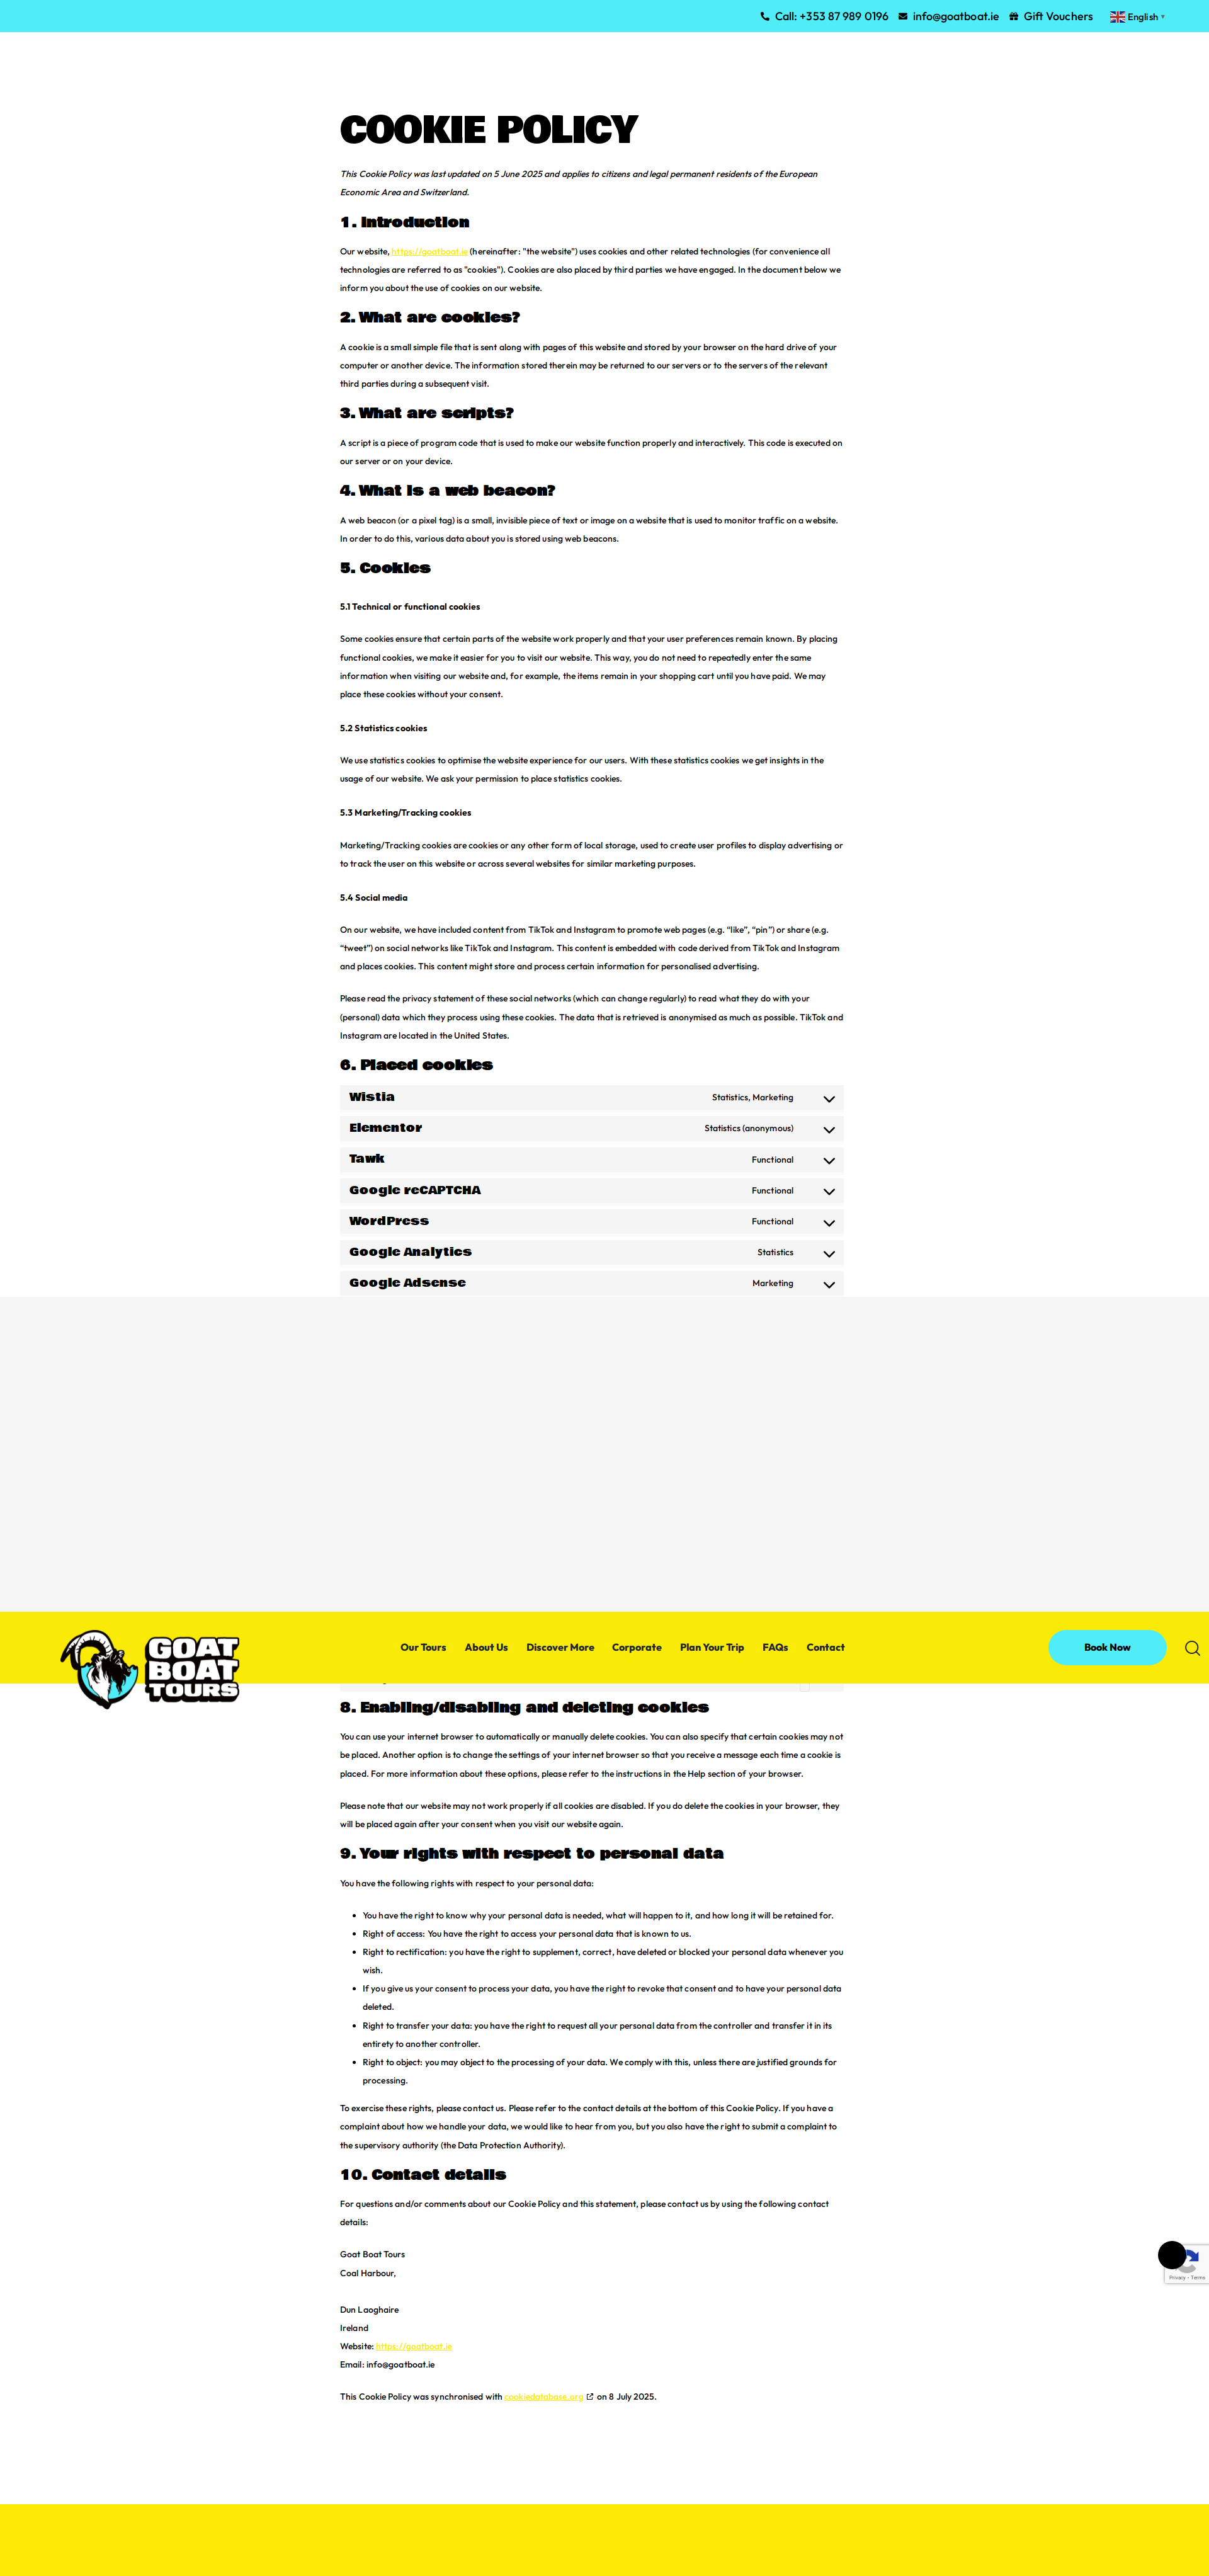 Call: +353 87 989 0196 info@goatboat.ie Gift Vouchers English ▼
COOKIE POLICY
This Cookie Policy was last updated on 5 June 2025 and applies to citizens and legal permanent residents of the European
Economic Area and Switzerland.
1. Introduction
Our website, https://goatboat.ie (hereinafter: "the website") uses cookies and other related technologies (for convenience all
technologies are referred to as "cookies"). Cookies are also placed by third parties we have engaged. In the document below we
inform you about the use of cookies on our website.
2. What are cookies?
A cookie is a small simple file that is sent along with pages of this website and stored by your browser on the hard drive of your
computer or another device. The information stored therein may be returned to our servers or to the servers of the relevant
third parties during a subsequent visit.
3. What are scripts?
A script is a piece of program code that is used to make our website function properly and interactively. This code is executed on
our server or on your device.
4. What is a web beacon?
A web beacon (or a pixel tag) is a small, invisible piece of text or image on a website that is used to monitor traffic on a website.
In order to do this, various data about you is stored using web beacons.
5. Cookies
5.1 Technical or functional cookies
Some cookies ensure that certain parts of the website work properly and that your user preferences remain known. By placing
functional cookies, we make it easier for you to visit our website. This way, you do not need to repeatedly enter the same
information when visiting our website and, for example, the items remain in your shopping cart until you have paid. We may
place these cookies without your consent.
5.2 Statistics cookies
We use statistics cookies to optimise the website experience for our users. With these statistics cookies we get insights in the
usage of our website. We ask your permission to place statistics cookies.
5.3 Marketing/Tracking cookies
Marketing/Tracking cookies are cookies or any other form of local storage, used to create user profiles to display advertising or
to track the user on this website or across several websites for similar marketing purposes.
5.4 Social media
On our website, we have included content from TikTok and Instagram to promote web pages (e.g. “like”, “pin”) or share (e.g.
“tweet”) on social networks like TikTok and Instagram. This content is embedded with code derived from TikTok and Instagram
and places cookies. This content might store and process certain information for personalised advertising.
Please read the privacy statement of these social networks (which can change regularly) to read what they do with your
(personal) data which they process using these cookies. The data that is retrieved is anonymised as much as possible. TikTok and
Instagram are located in the United States.
6. Placed cookies
Wistia Statistics, Marketing
Elementor Statistics (anonymous)
Tawk Functional
Google reCAPTCHA Functional
WordPress Functional
Google Analytics Statistics
Google Adsense Marketing
GOAT BOAT TOURS
Our Tours About Us Discover More Corporate Plan Your Trip FAQs Contact Book Now
8. Enabling/disabling and deleting cookies
You can use your internet browser to automatically or manually delete cookies. You can also specify that certain cookies may not
be placed. Another option is to change the settings of your internet browser so that you receive a message each time a cookie is
placed. For more information about these options, please refer to the instructions in the Help section of your browser.
Please note that our website may not work properly if all cookies are disabled. If you do delete the cookies in your browser, they
will be placed again after your consent when you visit our website again.
9. Your rights with respect to personal data
You have the following rights with respect to your personal data:
• You have the right to know why your personal data is needed, what will happen to it, and how long it will be retained for.
• Right of access: You have the right to access your personal data that is known to us.
• Right to rectification: you have the right to supplement, correct, have deleted or blocked your personal data whenever you
wish.
• If you give us your consent to process your data, you have the right to revoke that consent and to have your personal data
deleted.
• Right to transfer your data: you have the right to request all your personal data from the controller and transfer it in its
entirety to another controller.
• Right to object: you may object to the processing of your data. We comply with this, unless there are justified grounds for
processing.
To exercise these rights, please contact us. Please refer to the contact details at the bottom of this Cookie Policy. If you have a
complaint about how we handle your data, we would like to hear from you, but you also have the right to submit a complaint to
the supervisory authority (the Data Protection Authority).
10. Contact details
For questions and/or comments about our Cookie Policy and this statement, please contact us by using the following contact
details:
Goat Boat Tours
Coal Harbour,
Privacy - Terms
Dun Laoghaire
Ireland
Website: https://goatboat.ie
Email: info@goatboat.ie
This Cookie Policy was synchronised with cookiedatabase.org on 8 July 2025.